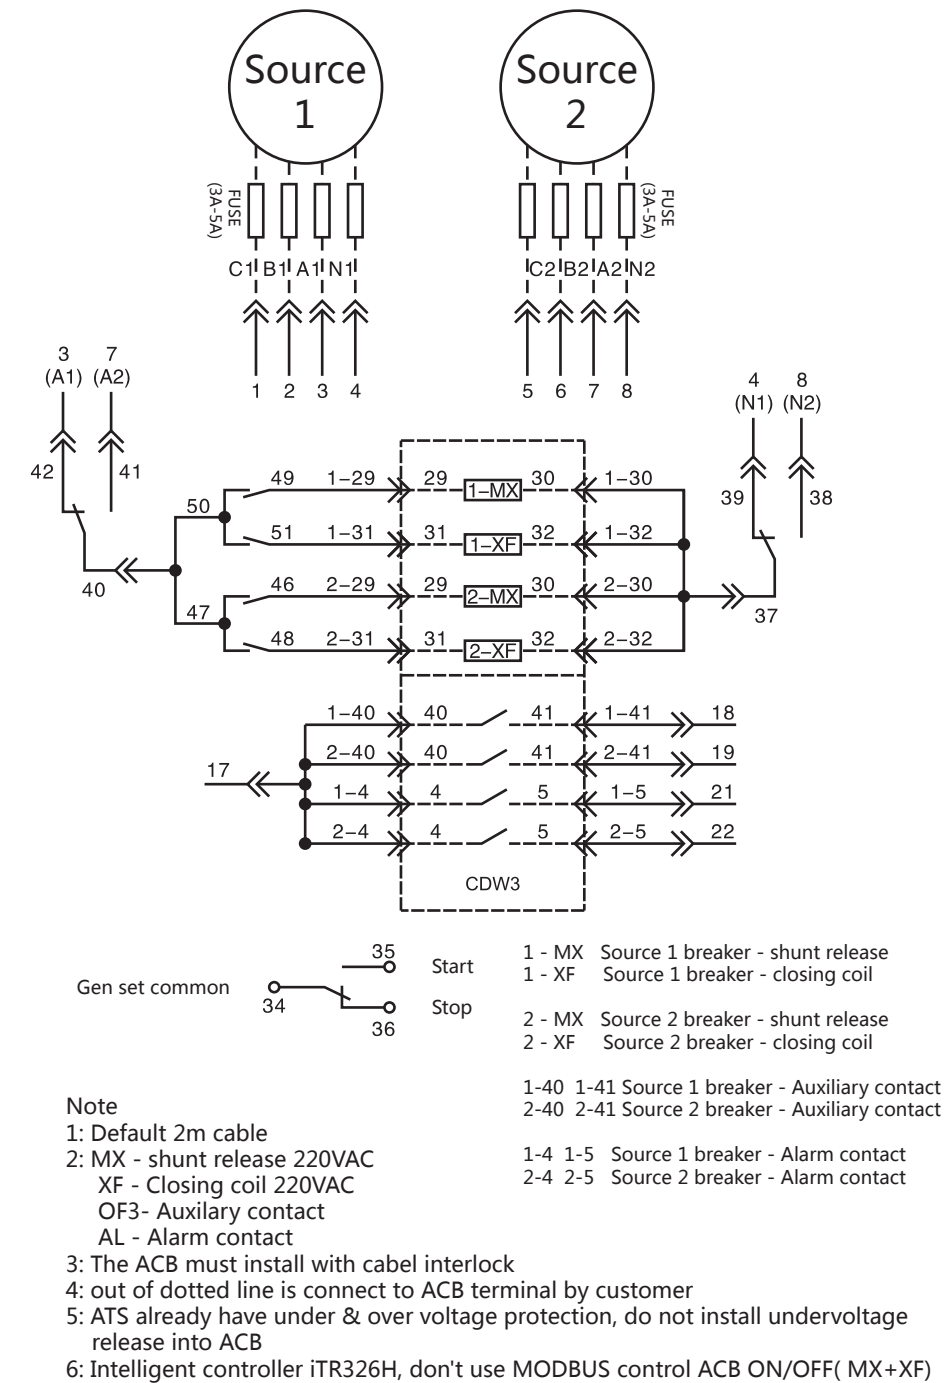 Source Source
1 2
FUSE (3A-5A) FUSE (3A-5A)
C1 B1 A1 N1 C2 B2 A2 N2
1 2 3 4 5 6 7 8
3 7
(A1) (A2)
4 8
(N1) (N2)
42 41
39 38
49 1–29 29 1–MX 30 1–30
50
51 1–31 31 1–XF 32 1–32
40
46 2–29 29 2–MX 30 2–30
47 37
48 2–31 31 2–XF 32 2–32
1–40 40 41 1–41 18
2–40 40 41 2–41 19
17
1–4 4 5 1–5 21
2–4 4 5 2–5 22
CDW3
35 Start
Gen set common 34
36 Stop
1 - MX Source 1 breaker - shunt release
1 - XF Source 1 breaker - closing coil
2 - MX Source 2 breaker - shunt release
2 - XF Source 2 breaker - closing coil
1-40 1-41 Source 1 breaker - Auxiliary contact
2-40 2-41 Source 2 breaker - Auxiliary contact
1-4 1-5 Source 1 breaker - Alarm contact
2-4 2-5 Source 2 breaker - Alarm contact
Note
1: Default 2m cable
2: MX - shunt release 220VAC
XF - Closing coil 220VAC
OF3- Auxilary contact
AL - Alarm contact
3: The ACB must install with cabel interlock
4: out of dotted line is connect to ACB terminal by customer
5: ATS already have under & over voltage protection, do not install undervoltage
release into ACB
6: Intelligent controller iTR326H, don't use MODBUS control ACB ON/OFF( MX+XF)